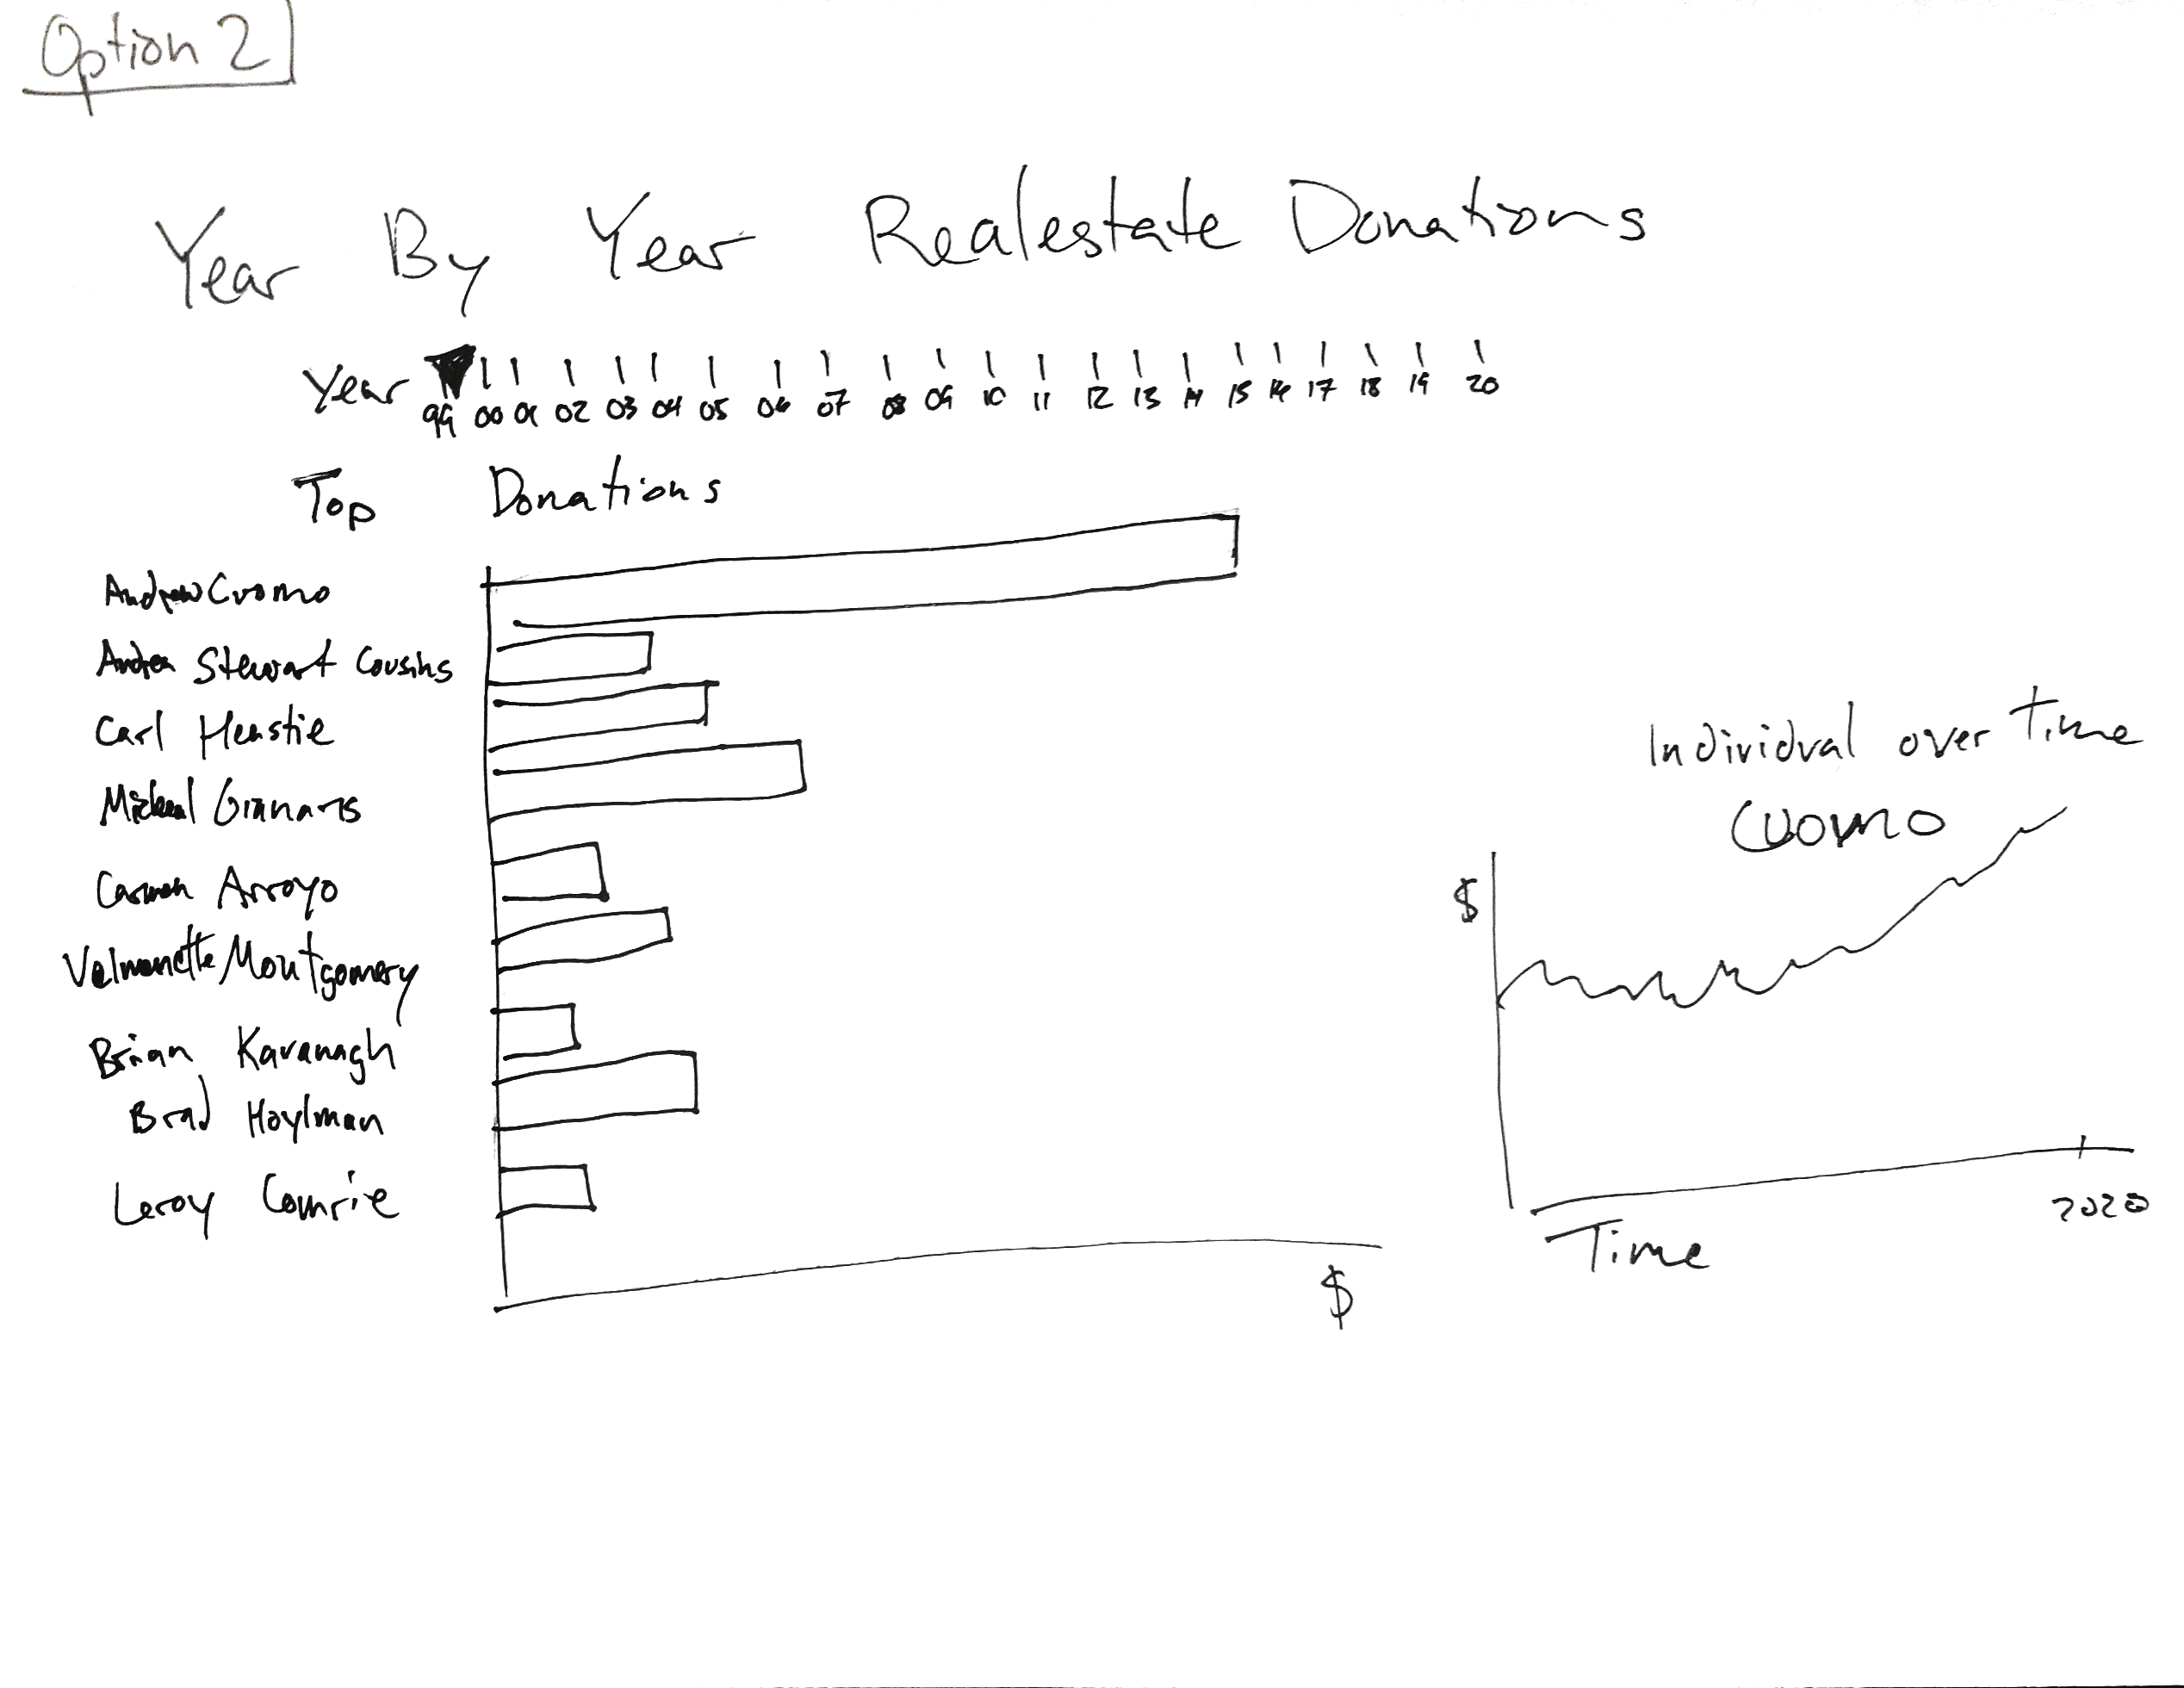 Option 2
Year By Year Realestate Donations
Year 99 00 01 02 03 04 05 06 07 08 09 10 11 12 13 14 15 16 17 18 19 20
Top Donations
Andrew Cuomo
Andrea Stewart Cousins
Carl Heastie
Micheal Gianaris
Carmen Arroyo
Velmanette Montgomery
Brian Kavanagh
Brad Hoylman
Leroy Comrie
$
Individual over Time
Cuomo
$
2020
Time